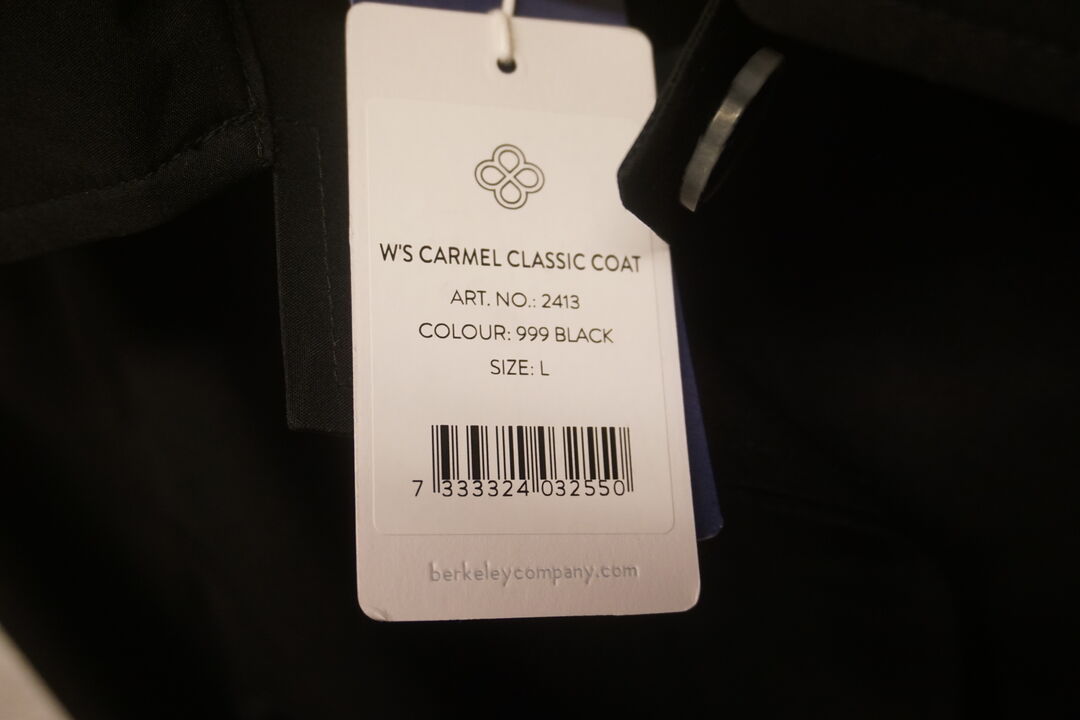 W'S CARMEL CLASSIC COAT
ART. NO.: 2413
COLOUR: 999 BLACK
SIZE: L
7 333324 032550
berkeleycompany.com